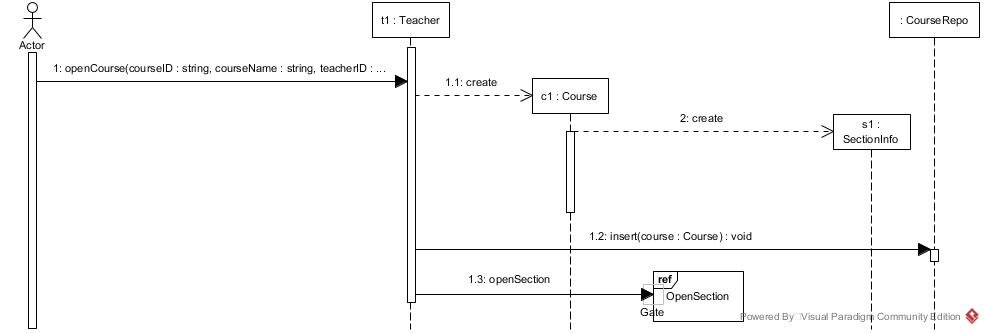 t1 : Teacher
: CourseRepo
Actor
1: openCourse(courseID : string, courseName : string, teacherID : ...
1.1: create
c1 : Course
2: create
s1 :
SectionInfo
1.2: insert(course : Course) : void
1.3: openSection
ref
OpenSection
Gate
Powered By Visual Paradigm Community Edition